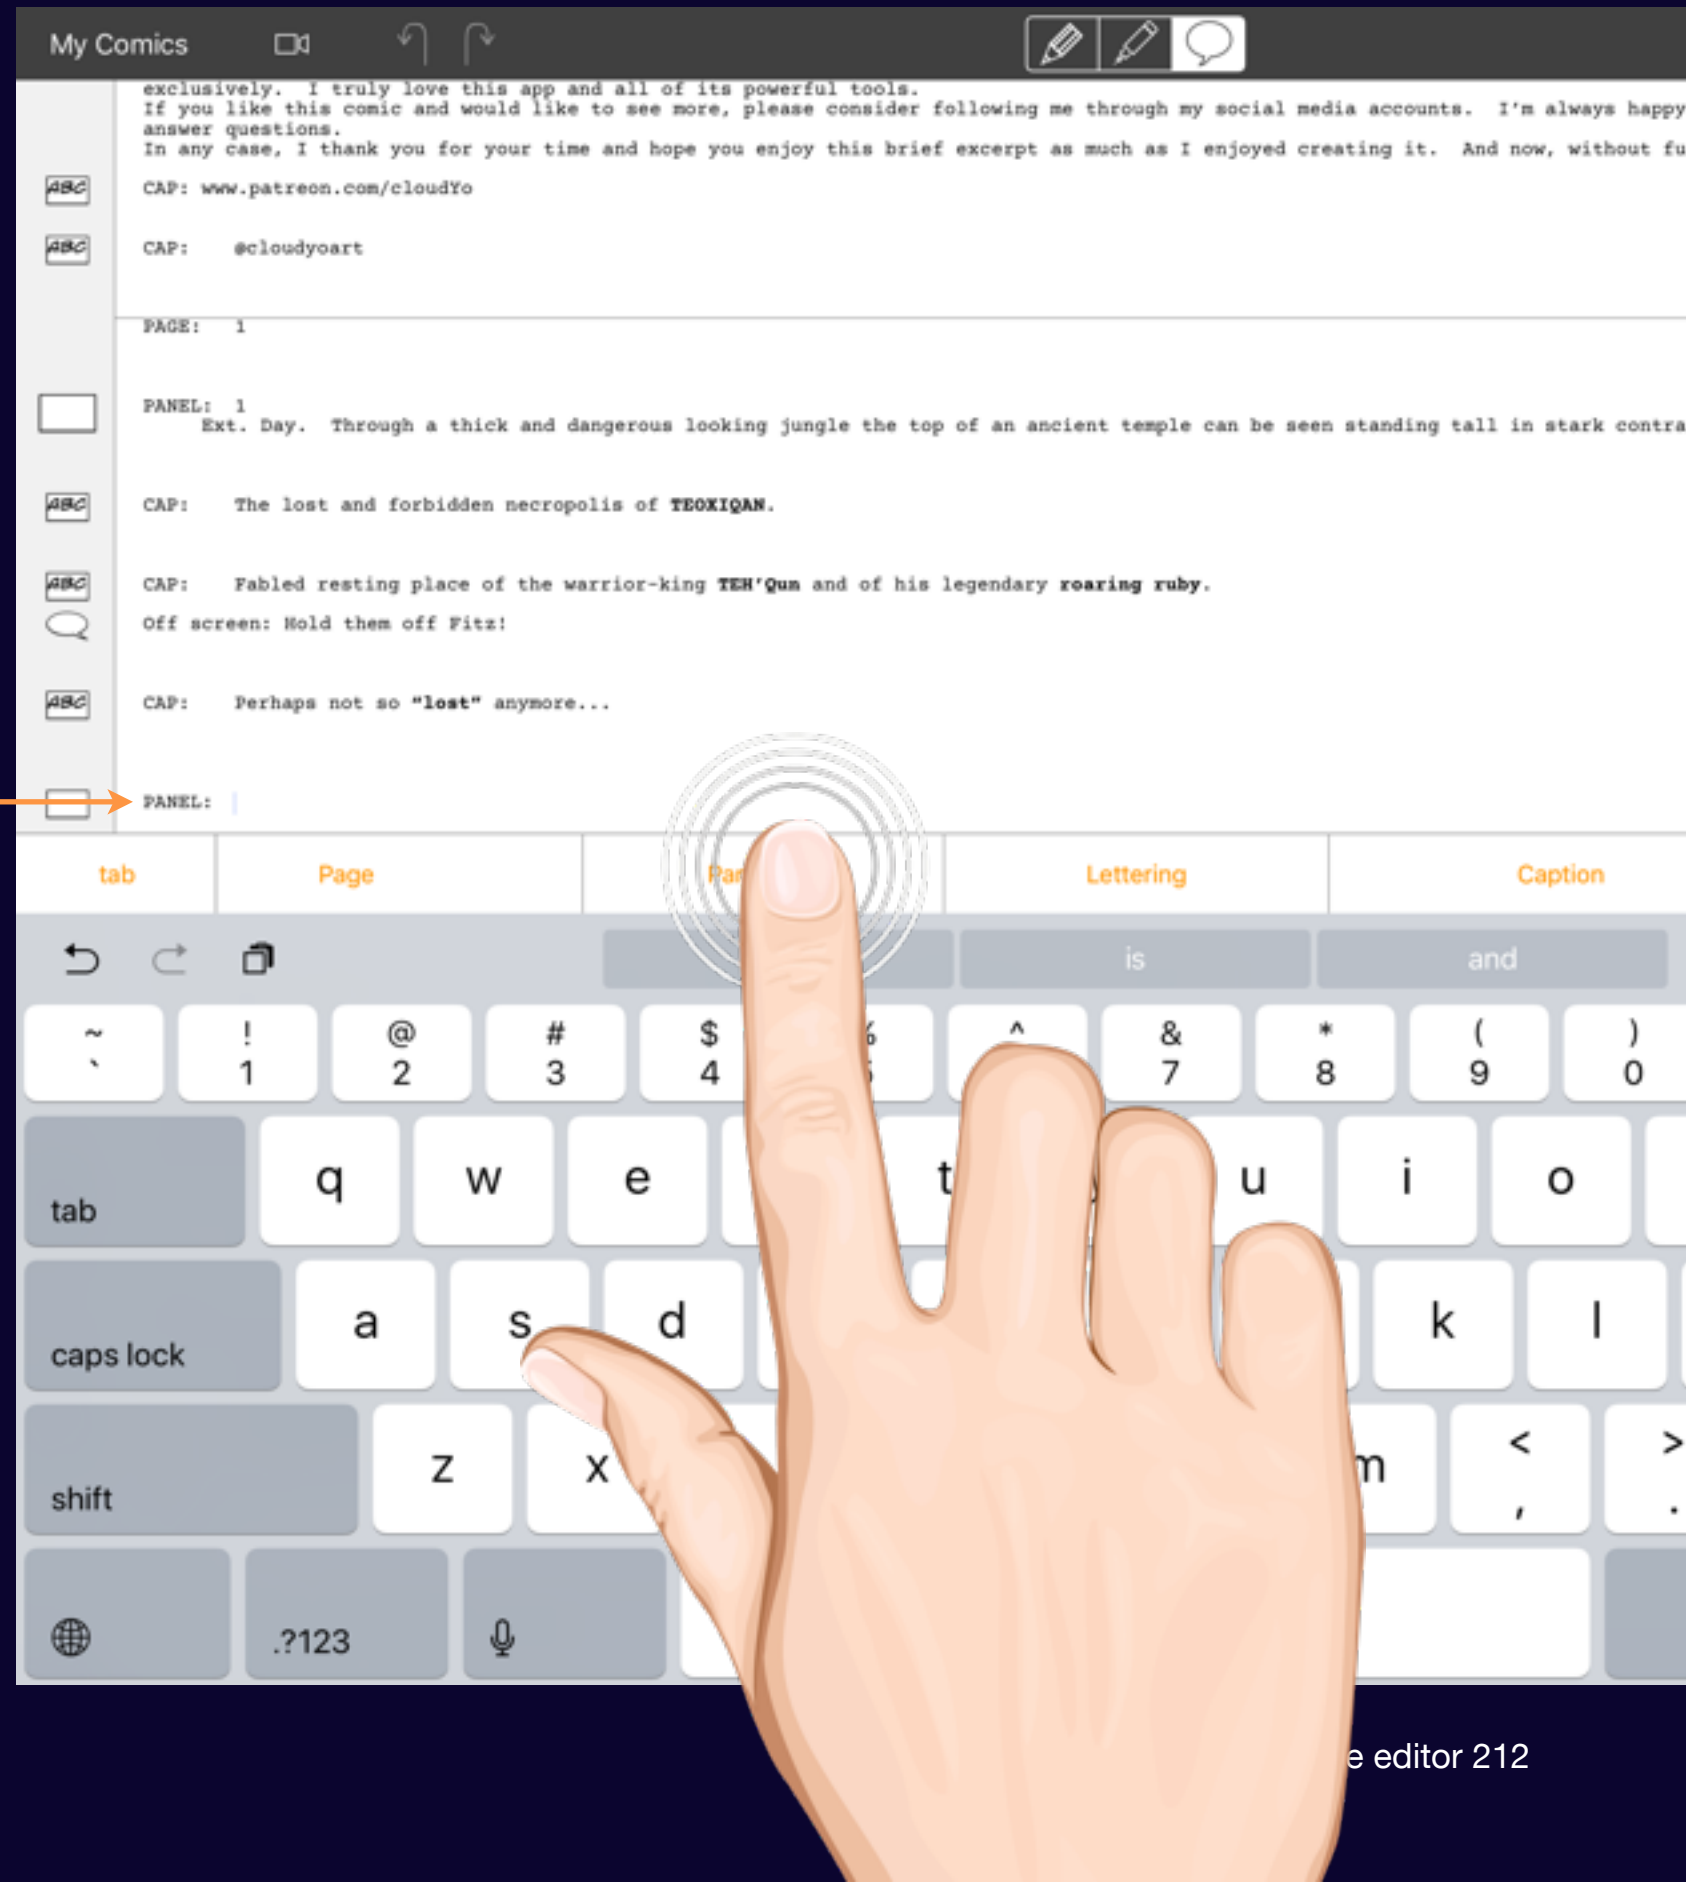 My Comics
exclusively. I truly love this app and all of its powerful tools.
If you like this comic and would like to see more, please consider following me through my social media accounts. I'm always happy
answer questions.
In any case, I thank you for your time and hope you enjoy this brief excerpt as much as I enjoyed creating it. And now, without fu
ABC CAP: www.patreon.com/cloudYo
ABC CAP: @cloudyoart
PAGE: 1
PANEL: 1
Ext. Day. Through a thick and dangerous looking jungle the top of an ancient temple can be seen standing tall in stark contra
ABC CAP: The lost and forbidden necropolis of TEOXIQAN.
ABC CAP: Fabled resting place of the warrior-king TEH'Qun and of his legendary roaring ruby.
Off screen: Hold them off Fitz!
ABC CAP: Perhaps not so "lost" anymore...
PANEL:
tab Page Pan Lettering Caption
is and
~ ! @ # $ % ^ & * ( )
` 1 2 3 4 5 7 8 9 0
tab q w e t u i o
caps lock a s d k l
shift z x m < >
, .
.?123
e editor 212